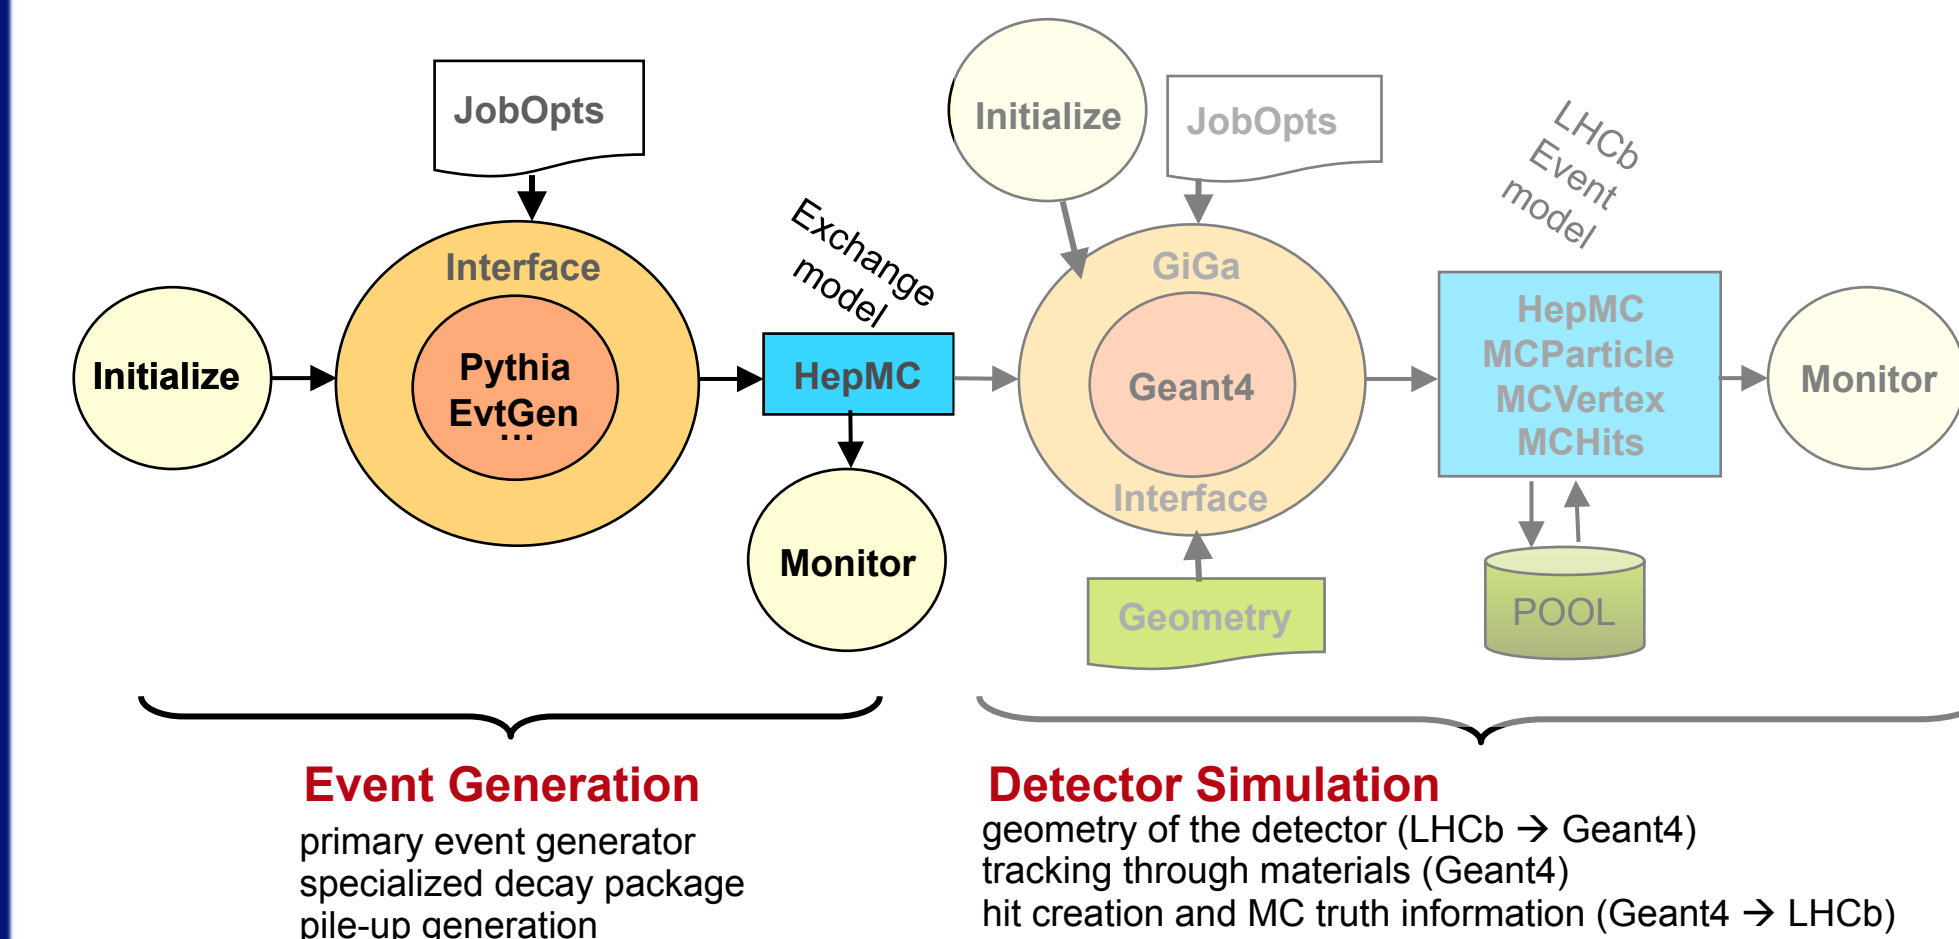 JobOpts
Interface
Initialize
Pythia
EvtGen
...
Exchange
model
HepMC
Monitor
Initialize
JobOpts
GiGa
Geant4
Interface
Geometry
LHCb
Event
model
HepMC
MCParticle
MCVertex
MCHits
POOL
Monitor
Event Generation
primary event generator
specialized decay package
pile-up generation
Detector Simulation
geometry of the detector (LHCb → Geant4)
tracking through materials (Geant4)
hit creation and MC truth information (Geant4 → LHCb)